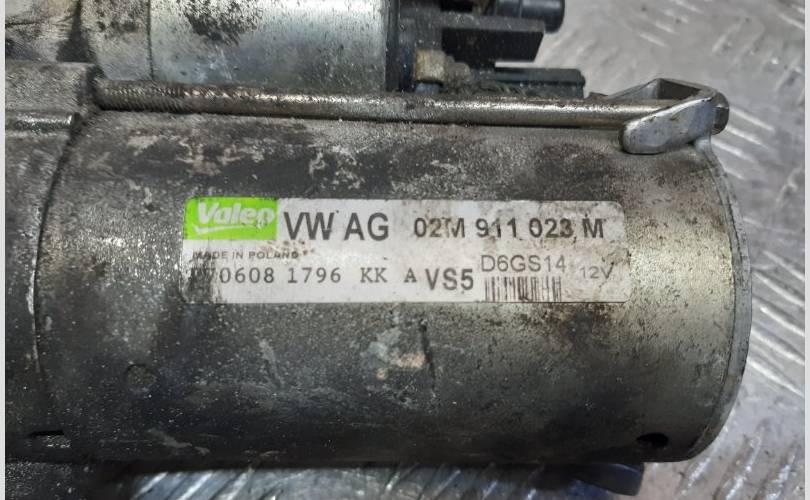 Valeo VW AG 02M 911 023 M
MADE IN POLAND
0608 1796 KK A VS5 D6GS14 12V